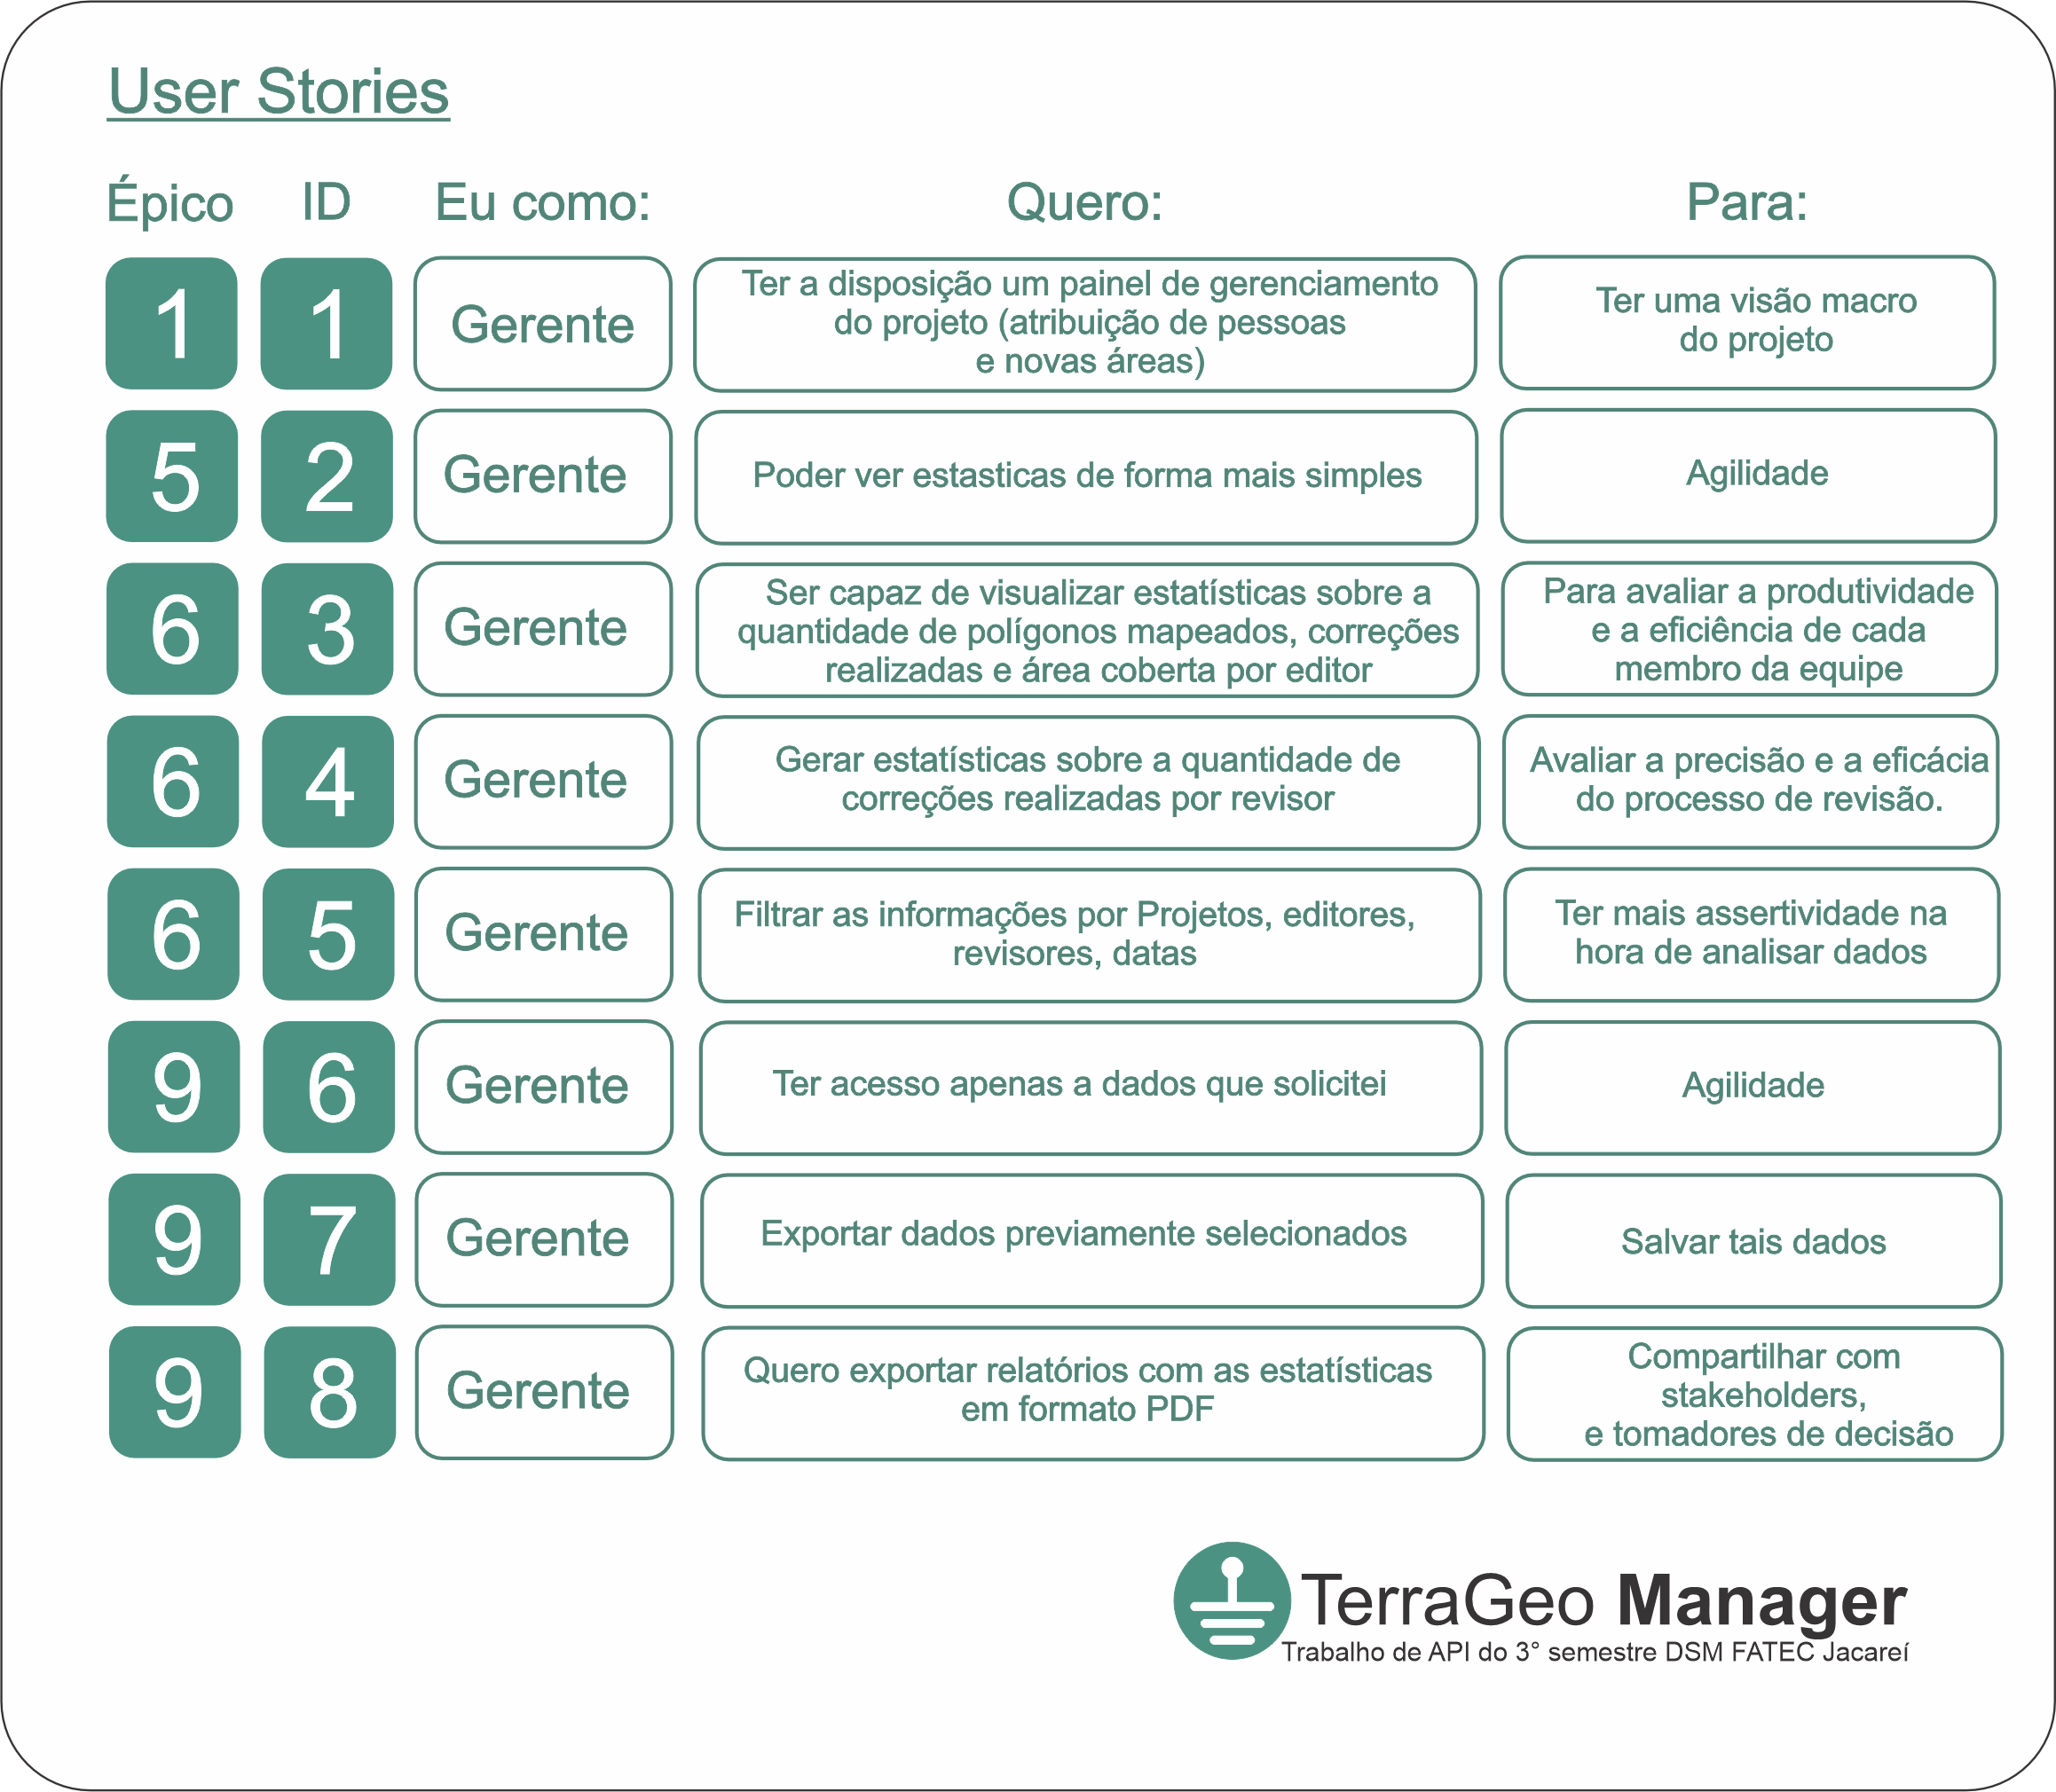 User Stories
Épico ID Eu como: Quero: Para:
1 1 Gerente
Ter a disposição um painel de gerenciamento
do projeto (atribuição de pessoas
e novas áreas)
Ter uma visão macro
do projeto
5 2 Gerente
Poder ver estasticas de forma mais simples
Agilidade
6 3 Gerente
Ser capaz de visualizar estatísticas sobre a
quantidade de polígonos mapeados, correções
realizadas e área coberta por editor
Para avaliar a produtividade
e a eficiência de cada
membro da equipe
6 4 Gerente
Gerar estatísticas sobre a quantidade de
correções realizadas por revisor
Avaliar a precisão e a eficácia
do processo de revisão.
6 5 Gerente
Filtrar as informações por Projetos, editores,
revisores, datas
Ter mais assertividade na
hora de analisar dados
9 6 Gerente
Ter acesso apenas a dados que solicitei
Agilidade
9 7 Gerente
Exportar dados previamente selecionados
Salvar tais dados
9 8 Gerente
Quero exportar relatórios com as estatísticas
em formato PDF
Compartilhar com
stakeholders,
e tomadores de decisão
TerraGeo Manager
Trabalho de API do 3° semestre DSM FATEC Jacareí